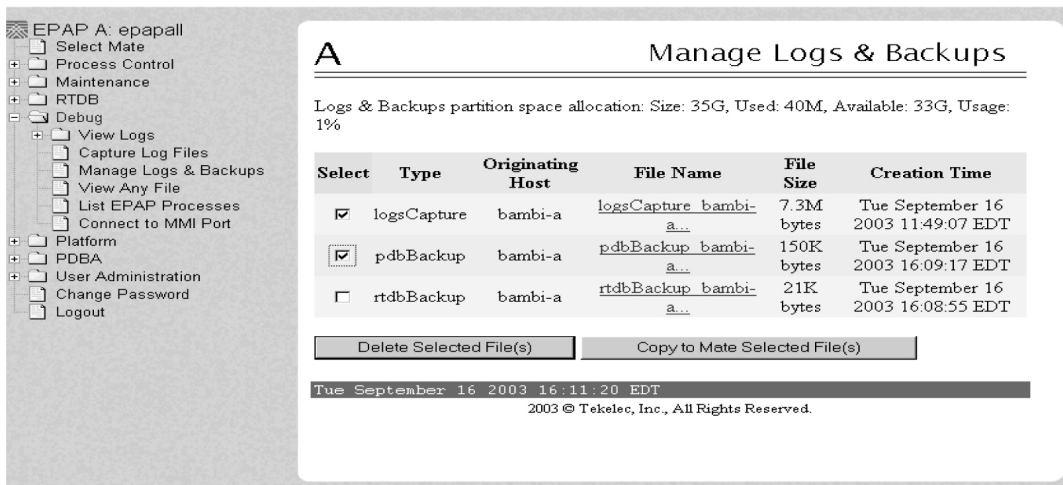 EPAP A: epapall
Select Mate
Process Control
Maintenance
RTDB
Debug
View Logs
Capture Log Files
Manage Logs & Backups
View Any File
List EPAP Processes
Connect to MMI Port
Platform
PDBA
User Administration
Change Password
Logout
A Manage Logs & Backups
Logs & Backups partition space allocation: Size: 35G, Used: 40M, Available: 33G, Usage:
1%
Select Type Originating Host File Name File Size Creation Time
logsCapture bambi-a logsCapture_bambi-a... 7.3M bytes Tue September 16 2003 11:49:07 EDT
pdbBackup bambi-a pdbBackup_bambi-a... 150K bytes Tue September 16 2003 16:09:17 EDT
rtdbBackup bambi-a rtdbBackup_bambi-a... 21K bytes Tue September 16 2003 16:08:55 EDT
Delete Selected File(s) Copy to Mate Selected File(s)
Tue September 16 2003 16:11:20 EDT
2003 © Tekelec, Inc., All Rights Reserved.